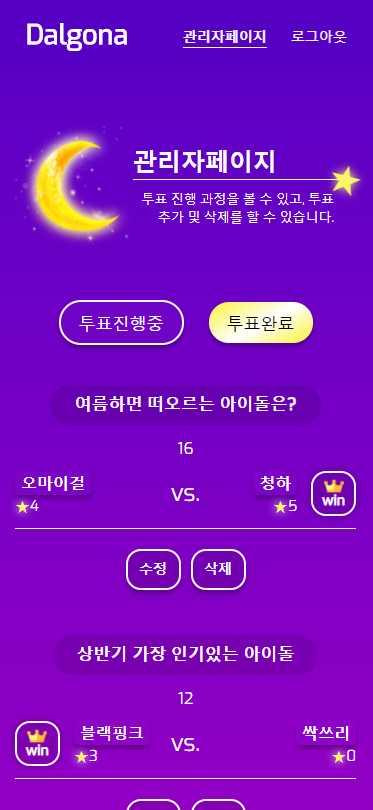 Dalgona 관리자페이지 로그아웃
관리자페이지
투표 진행 과정을 볼 수 있고, 투표
추가 및 삭제를 할 수 있습니다.
투표진행중 투표완료
여름하면 떠오르는 아이돌은?
16
오마이걸 vs. 청하 win
★4 ★5
수정 삭제
상반기 가장 인기있는 아이돌
12
win 블랙핑크 vs. 싹쓰리
★3 ★0